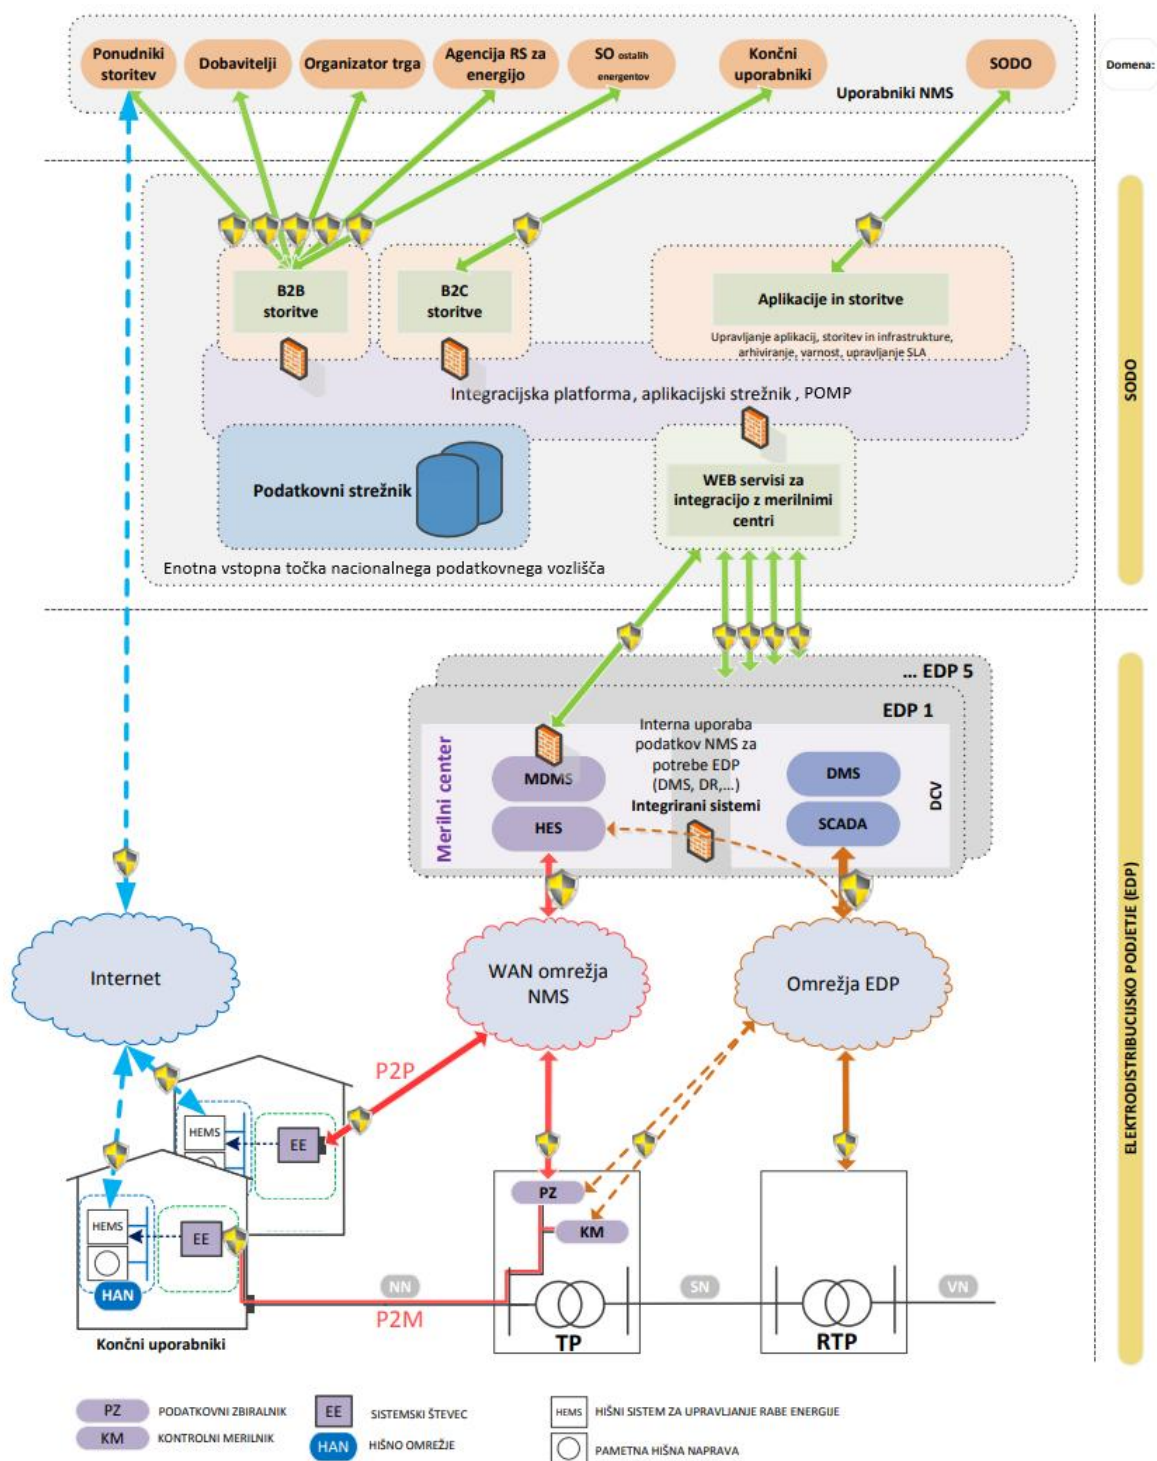 Ponudniki
storitev
Dobavitelji
Organizator trga
Agencija RS za
energijo
SO ostalih
energentov
Končni
uporabniki
SODO
Uporabniki NMS
Domena:
B2B
storitve
B2C
storitve
Aplikacije in storitve
Upravljanje aplikacij, storitev in infrastrukture,
arhiviranje, varnost, upravljanje SLA
Integracijska platforma, aplikacijski strežnik , POMP
Podatkovni strežnik
WEB servisi za
integracijo z merilnimi
centri
Enotna vstopna točka nacionalnega podatkovnega vozlišča
SODO
... EDP 5
EDP 1
Merilni center
MDMS
HES
Interna uporaba
podatkov NMS za
potrebe EDP
(DMS, DR,...)
Integrirani sistemi
DMS
SCADA
DCV
Internet
WAN omrežja
NMS
Omrežja EDP
ELEKTRODISTRIBUCIJSKO PODJETJE (EDP)
P2P
HEMS
EE
HEMS
EE
HAN
Končni uporabniki
PZ
KM
NN
P2M
TP
SN
RTP
VN
PZ PODATKOVNI ZBIRALNIK
KM KONTROLNI MERILNIK
EE SISTEMSKI ŠTEVEC
HAN HIŠNO OMREŽJE
HEMS HIŠNI SISTEM ZA UPRAVLJANJE RABE ENERGIJE
PAMETNA HIŠNA NAPRAVA